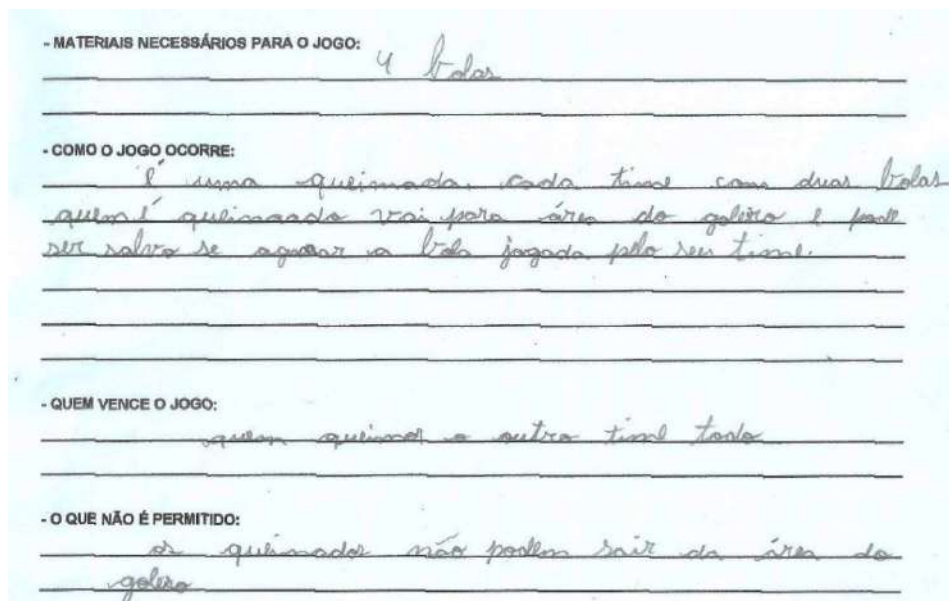 - MATERIAIS NECESSÁRIOS PARA O JOGO:
4 bolas
- COMO O JOGO OCORRE:
É uma queimada, cada time com duas bolas
quem é queimado vai para área do goleiro e pode
ser salvo se agarrar a bola jogada pelo seu time.
- QUEM VENCE O JOGO:
quem queimar o outro time todo
- O QUE NÃO É PERMITIDO:
os queimados não podem sair da área do
goleiro